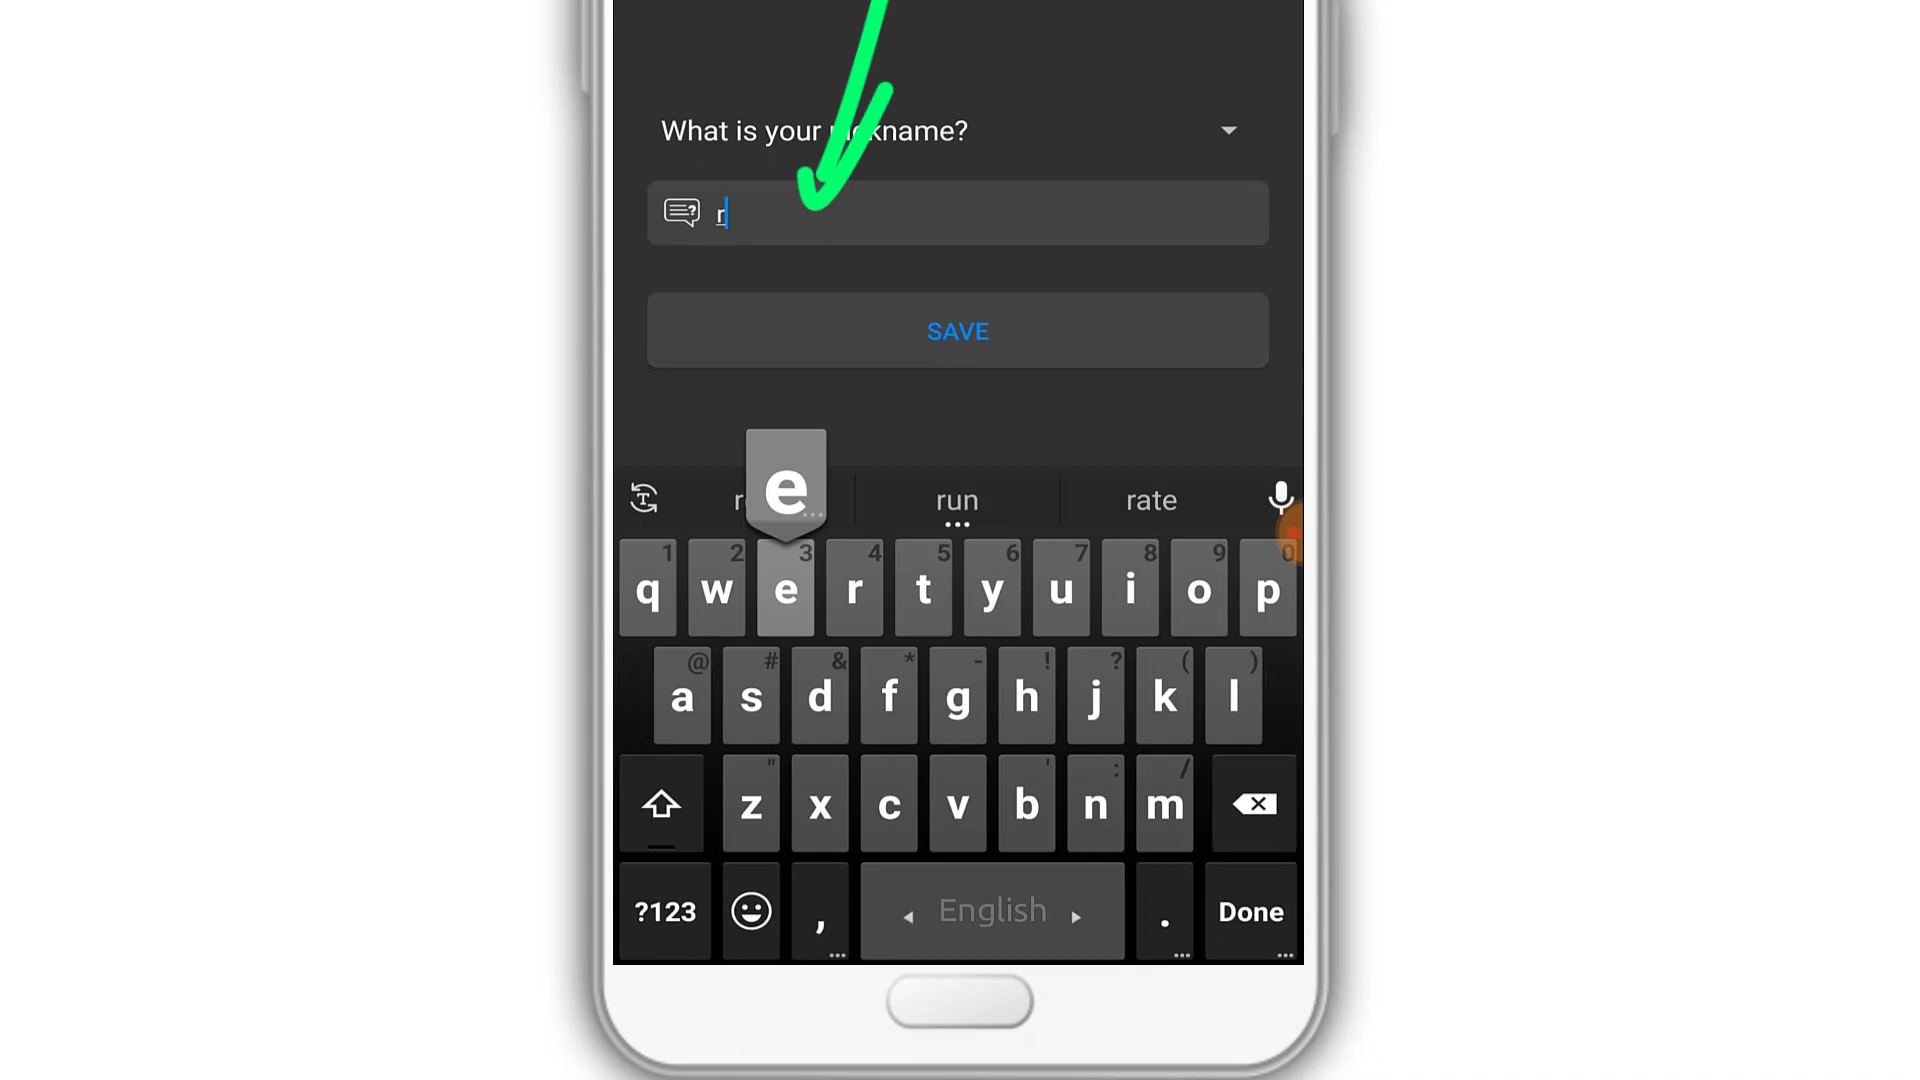 What is your nickname?
r
SAVE
e
run rate
1 2 3 4 5 6 7 8 9 0
q w e r t y u i o p
@ # & * - ! ? ( )
a s d f g h j k l
" ' : /
z x c v b n m
?123 , English . Done